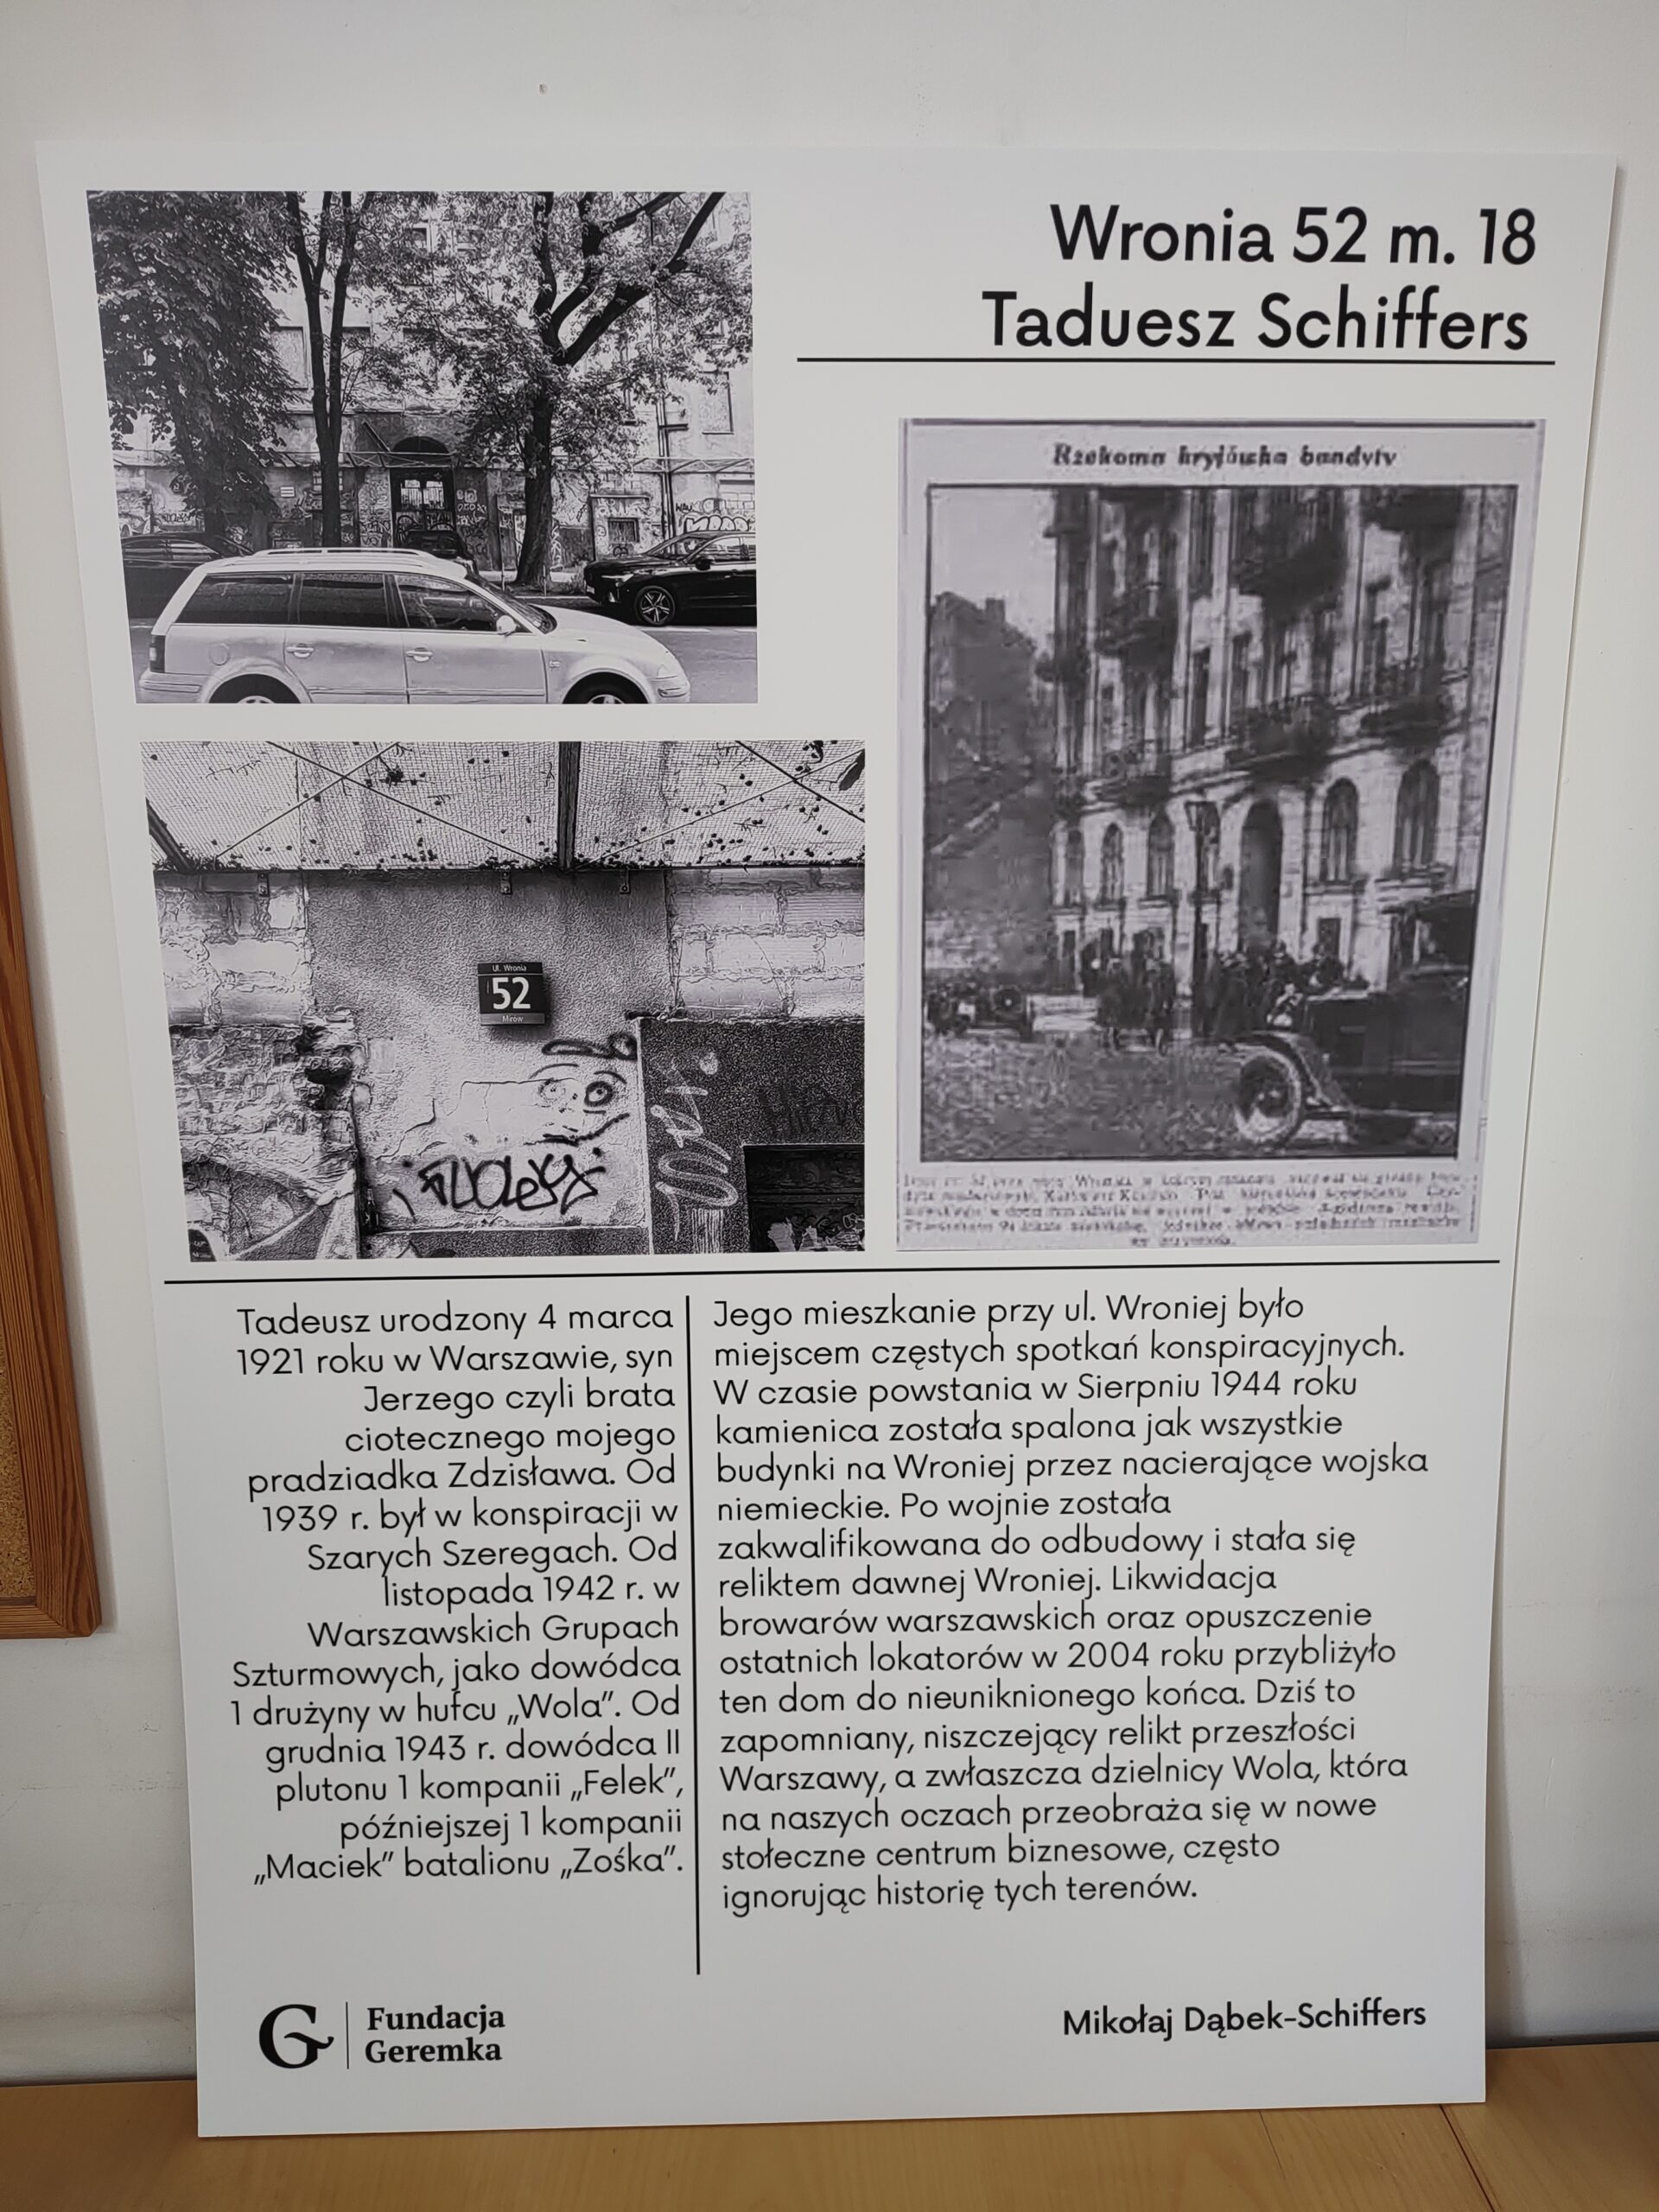 Wronia 52 m. 18
Taduesz Schiffers
Rzekoma kryjówka bandyty
Ul. Wronia
52
Mirów
Tadeusz urodzony 4 marca
1921 roku w Warszawie, syn
Jerzego czyli brata
ciotecznego mojego
pradziadka Zdzisława. Od
1939 r. był w konspiracji w
Szarych Szeregach. Od
listopada 1942 r. w
Warszawskich Grupach
Szturmowych, jako dowódca
1 drużyny w hufcu „Wola”. Od
grudnia 1943 r. dowódca II
plutonu 1 kompanii „Felek”,
późniejszej 1 kompanii
„Maciek” batalionu „Zośka”.
Jego mieszkanie przy ul. Wroniej było
miejscem częstych spotkań konspiracyjnych.
W czasie powstania w Sierpniu 1944 roku
kamienica została spalona jak wszystkie
budynki na Wroniej przez nacierające wojska
niemieckie. Po wojnie została
zakwalifikowana do odbudowy i stała się
reliktem dawnej Wroniej. Likwidacja
browarów warszawskich oraz opuszczenie
ostatnich lokatorów w 2004 roku przybliżyło
ten dom do nieuniknionego końca. Dziś to
zapomniany, niszczejący relikt przeszłości
Warszawy, a zwłaszcza dzielnicy Wola, która
na naszych oczach przeobraża się w nowe
stołeczne centrum biznesowe, często
ignorując historię tych terenów.
G Fundacja
Geremka
Mikołaj Dąbek-Schiffers